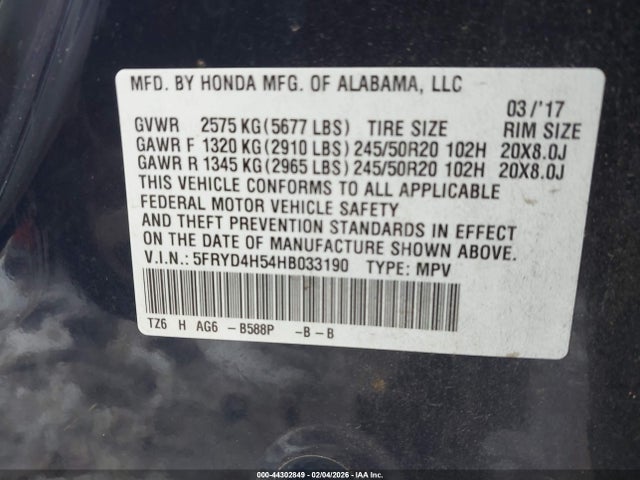 MFD. BY HONDA MFG. OF ALABAMA, LLC
03/'17
GVWR 2575 KG(5677 LBS) TIRE SIZE RIM SIZE
GAWR F 1320 KG(2910 LBS) 245/50R20 102H 20X8.0J
GAWR R 1345 KG(2965 LBS) 245/50R20 102H 20X8.0J
THIS VEHICLE CONFORMS TO ALL APPLICABLE
FEDERAL MOTOR VEHICLE SAFETY
AND THEFT PREVENTION STANDARDS IN EFFECT
ON THE DATE OF MANUFACTURE SHOWN ABOVE.
V.I.N.: 5FRYD4H54HB033190 TYPE: MPV
TZ6 H AG6 -B588P -B-B
000-44302849 - 02/04/2026 - IAA Inc.